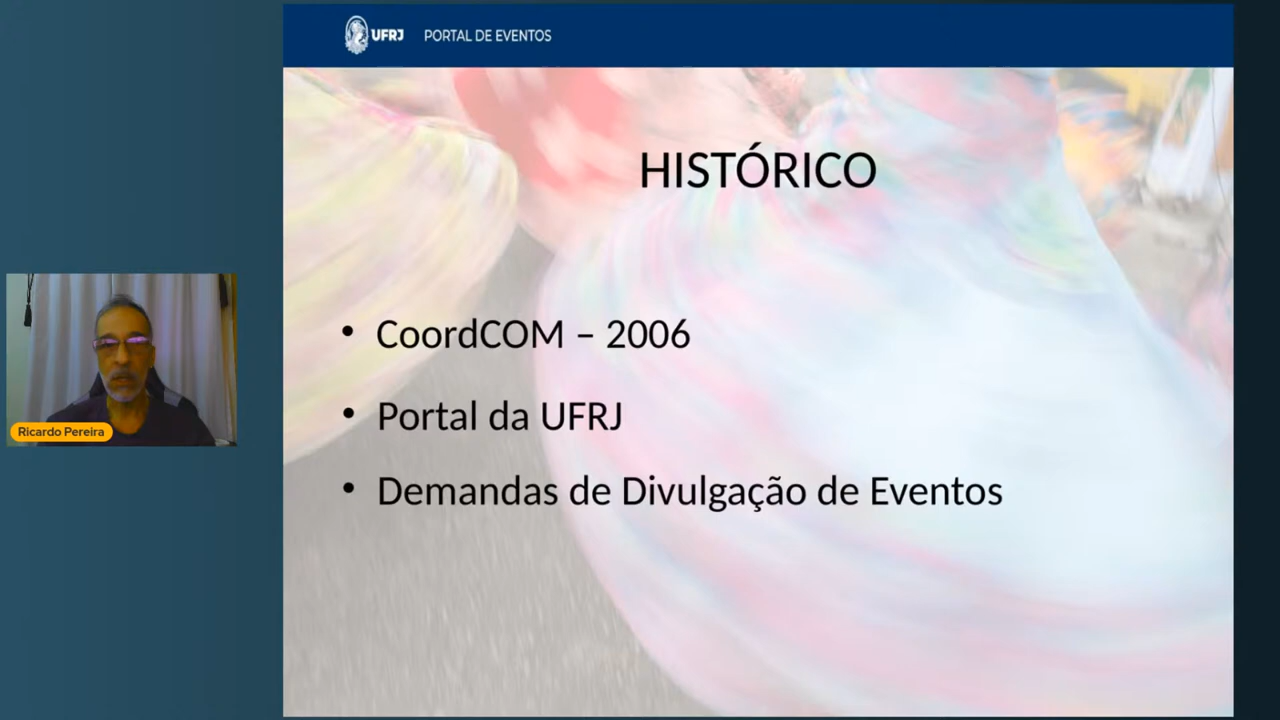 UFRJ PORTAL DE EVENTOS
HISTÓRICO
• CoordCOM – 2006
• Portal da UFRJ
• Demandas de Divulgação de Eventos
Ricardo Pereira